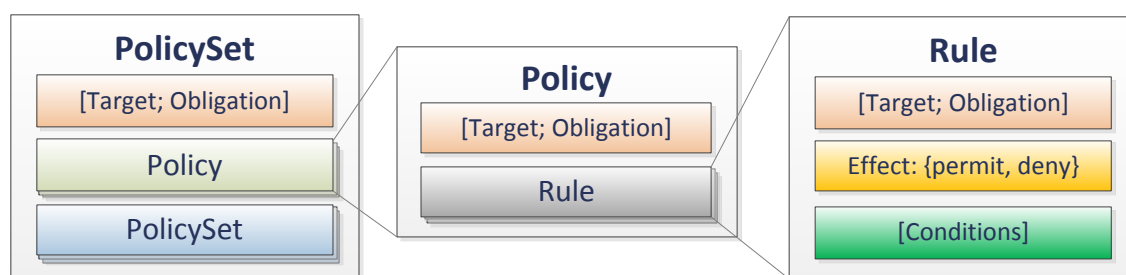 PolicySet
[Target; Obligation]
Policy
PolicySet
Policy
[Target; Obligation]
Rule
Rule
[Target; Obligation]
Effect: {permit, deny}
[Conditions]